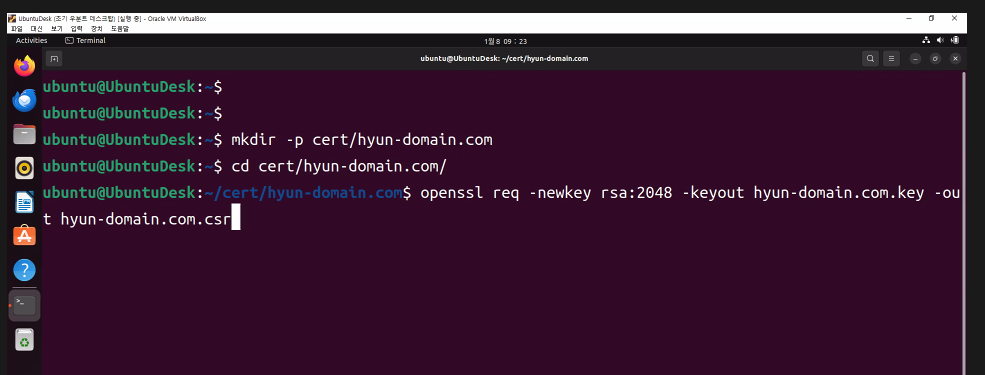 UbuntuDesk (초기 우분투 데스크탑) [실행 중] - Oracle VM VirtualBox
파일 머신 보기 입력 장치 도움말
Activities Terminal 1월 8 09 : 23
ubuntu@UbuntuDesk: ~/cert/hyun-domain.com
ubuntu@UbuntuDesk:~$
ubuntu@UbuntuDesk:~$
ubuntu@UbuntuDesk:~$ mkdir -p cert/hyun-domain.com
ubuntu@UbuntuDesk:~$ cd cert/hyun-domain.com/
ubuntu@UbuntuDesk:~/cert/hyun-domain.com$ openssl req -newkey rsa:2048 -keyout hyun-domain.com.key -ou
t hyun-domain.com.csr